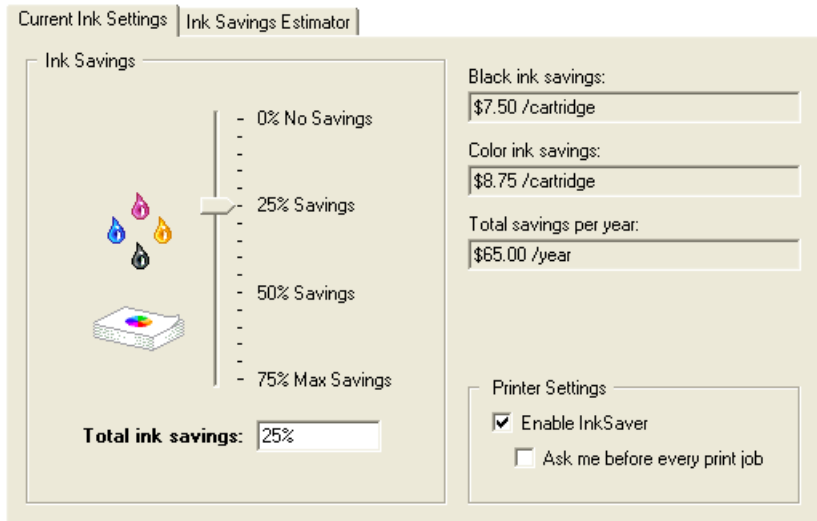 Current Ink Settings
Ink Savings Estimator
Ink Savings
0% No Savings
25% Savings
50% Savings
75% Max Savings
Total ink savings: 25%
Black ink savings:
$7.50 /cartridge
Color ink savings:
$8.75 /cartridge
Total savings per year:
$65.00 /year
Printer Settings
Enable InkSaver
Ask me before every print job